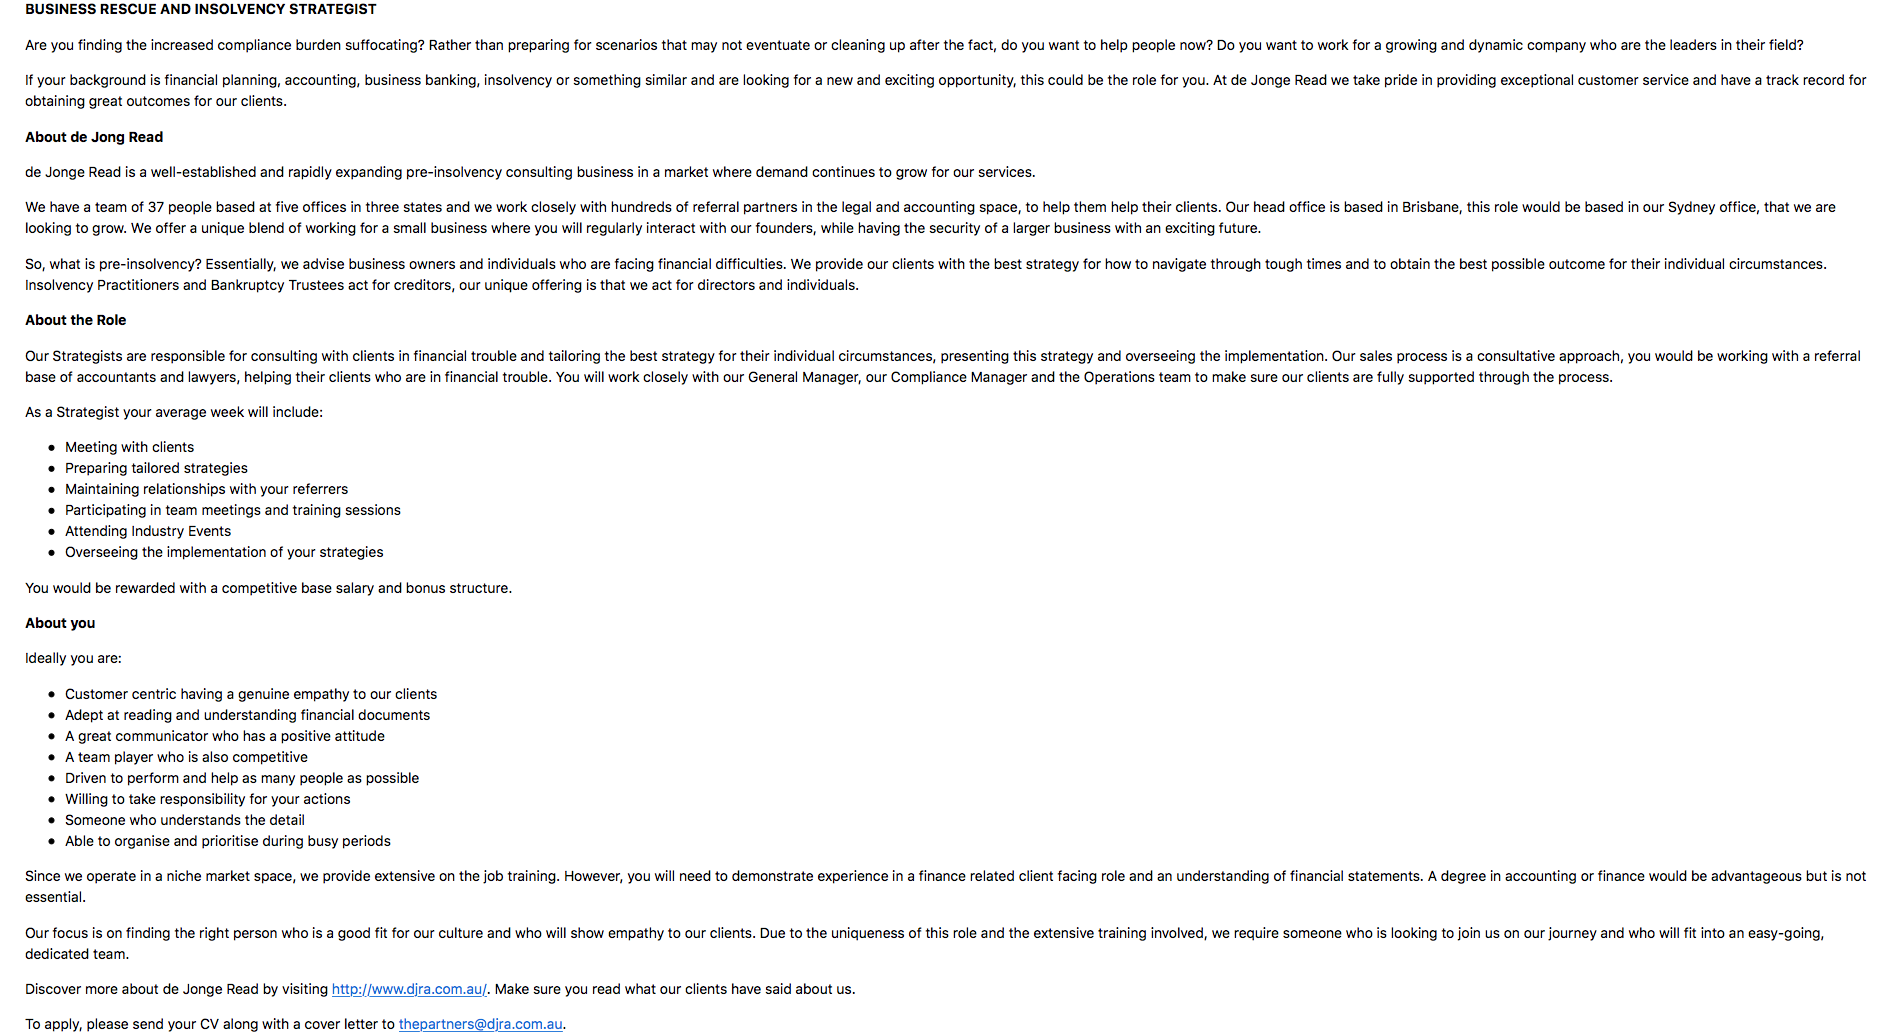 BUSINESS RESCUE AND INSOLVENCY STRATEGIST
Are you finding the increased compliance burden suffocating? Rather than preparing for scenarios that may not eventuate or cleaning up after the fact, do you want to help people now? Do you want to work for a growing and dynamic company who are the leaders in their field?
If your background is financial planning, accounting, business banking, insolvency or something similar and are looking for a new and exciting opportunity, this could be the role for you. At de Jonge Read we take pride in providing exceptional customer service and have a track record for
obtaining great outcomes for our clients.
About de Jong Read
de Jonge Read is a well-established and rapidly expanding pre-insolvency consulting business in a market where demand continues to grow for our services.
We have a team of 37 people based at five offices in three states and we work closely with hundreds of referral partners in the legal and accounting space, to help them help their clients. Our head office is based in Brisbane, this role would be based in our Sydney office, that we are
looking to grow. We offer a unique blend of working for a small business where you will regularly interact with our founders, while having the security of a larger business with an exciting future.
So, what is pre-insolvency? Essentially, we advise business owners and individuals who are facing financial difficulties. We provide our clients with the best strategy for how to navigate through tough times and to obtain the best possible outcome for their individual circumstances.
Insolvency Practitioners and Bankruptcy Trustees act for creditors, our unique offering is that we act for directors and individuals.
About the Role
Our Strategists are responsible for consulting with clients in financial trouble and tailoring the best strategy for their individual circumstances, presenting this strategy and overseeing the implementation. Our sales process is a consultative approach, you would be working with a referral
base of accountants and lawyers, helping their clients who are in financial trouble. You will work closely with our General Manager, our Compliance Manager and the Operations team to make sure our clients are fully supported through the process.
As a Strategist your average week will include:
• Meeting with clients
• Preparing tailored strategies
• Maintaining relationships with your referrers
• Participating in team meetings and training sessions
• Attending Industry Events
• Overseeing the implementation of your strategies
You would be rewarded with a competitive base salary and bonus structure.
About you
Ideally you are:
• Customer centric having a genuine empathy to our clients
• Adept at reading and understanding financial documents
• A great communicator who has a positive attitude
• A team player who is also competitive
• Driven to perform and help as many people as possible
• Willing to take responsibility for your actions
• Someone who understands the detail
• Able to organise and prioritise during busy periods
Since we operate in a niche market space, we provide extensive on the job training. However, you will need to demonstrate experience in a finance related client facing role and an understanding of financial statements. A degree in accounting or finance would be advantageous but is not
essential.
Our focus is on finding the right person who is a good fit for our culture and who will show empathy to our clients. Due to the uniqueness of this role and the extensive training involved, we require someone who is looking to join us on our journey and who will fit into an easy-going,
dedicated team.
Discover more about de Jonge Read by visiting http://www.djra.com.au/. Make sure you read what our clients have said about us.
To apply, please send your CV along with a cover letter to thepartners@djra.com.au.